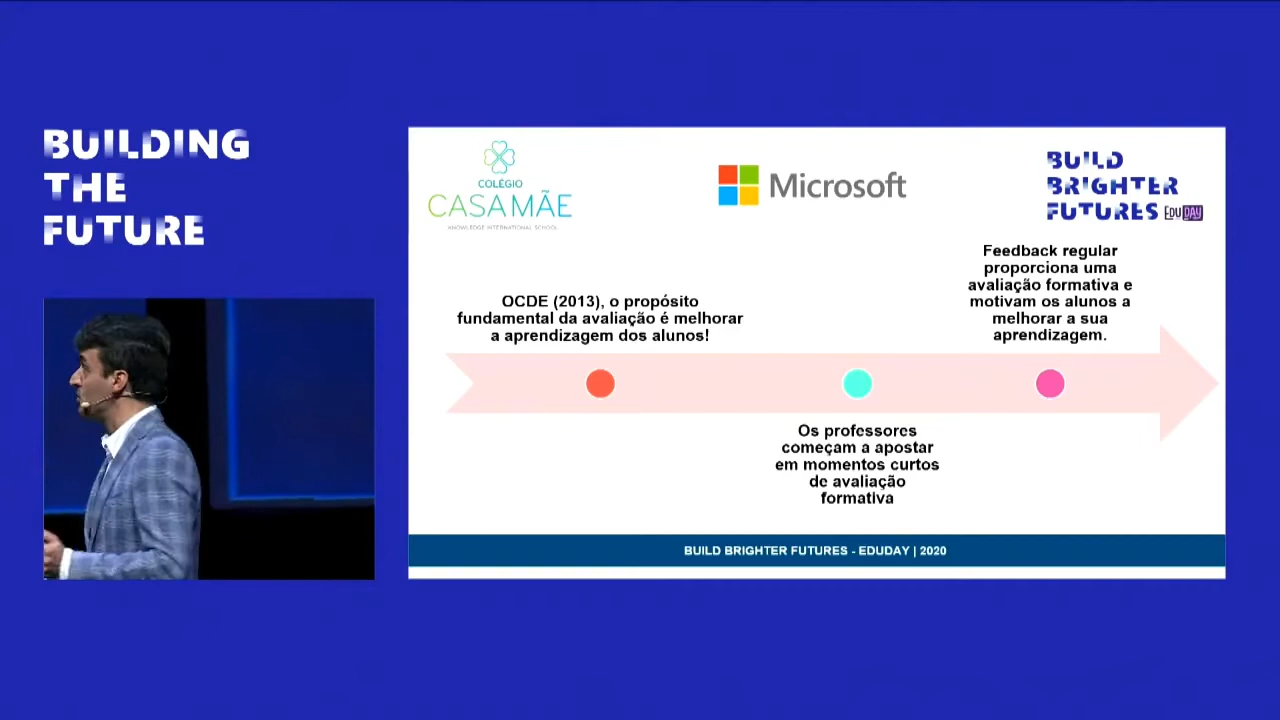 BUILDING
THE
FUTURE
COLÉGIO
CASA MÃE
KNOWLEDGE INTERNATIONAL SCHOOL
Microsoft
BUILD
BRIGHTER
FUTURES EDU DAY
OCDE (2013), o propósito
fundamental da avaliação é melhorar
a aprendizagem dos alunos!
Os professores
começam a apostar
em momentos curtos
de avaliação
formativa
Feedback regular
proporciona uma
avaliação formativa e
motivam os alunos a
melhorar a sua
aprendizagem.
BUILD BRIGHTER FUTURES - EDUDAY | 2020